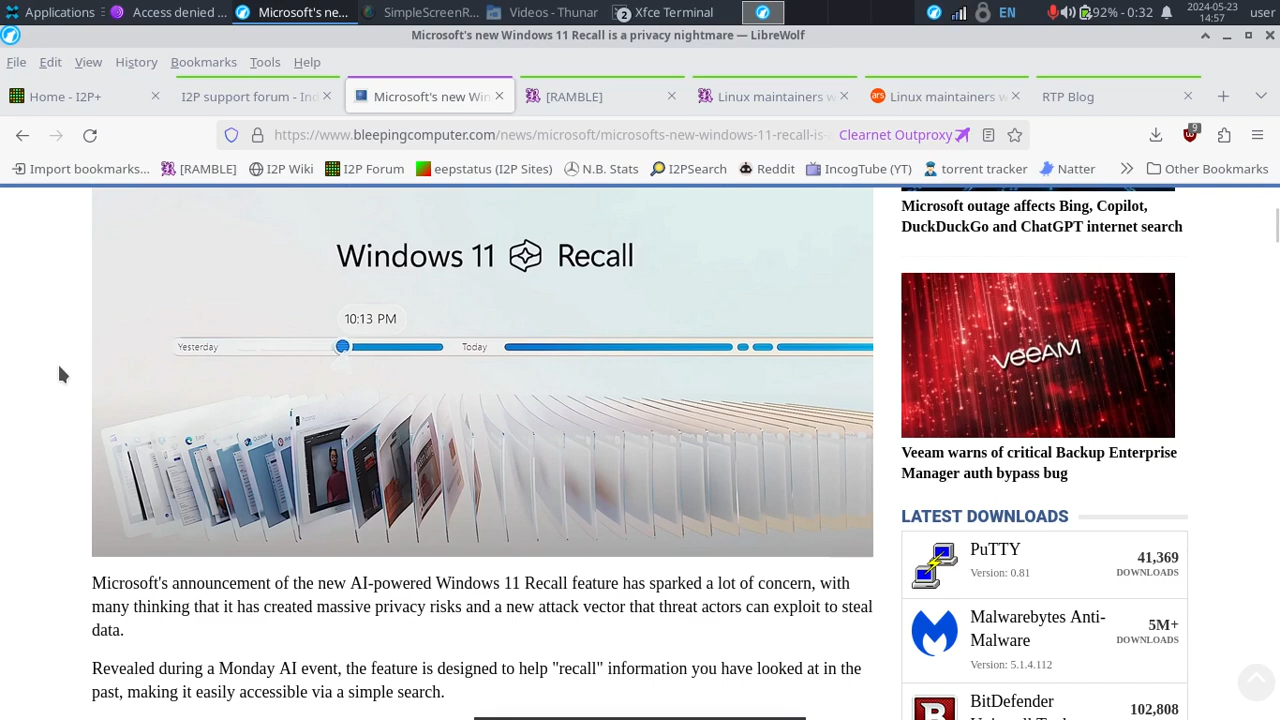 Applications
Access denied ...
Microsoft's ne...
SimpleScreenR...
Videos - Thunar
2
Xfce Terminal
EN
92% - 0:32
2024-05-23
14:57
user
Microsoft's new Windows 11 Recall is a privacy nightmare — LibreWolf
File Edit View History Bookmarks Tools Help
Home - I2P+
I2P support forum - Ind
Microsoft's new Win
[RAMBLE]
Linux maintainers w
ars
Linux maintainers w
RTP Blog
https://www.bleepingcomputer.com/news/microsoft/microsofts-new-windows-11-recall-is-
Clearnet Outproxy
9
Import bookmarks...
[RAMBLE]
I2P Wiki
I2P Forum
eepstatus (I2P Sites)
N.B. Stats
I2PSearch
Reddit
IncogTube (YT)
torrent tracker
Natter
Other Bookmarks
Windows 11 Recall
10:13 PM
Yesterday
Today
Microsoft's announcement of the new AI-powered Windows 11 Recall feature has sparked a lot of concern, with
many thinking that it has created massive privacy risks and a new attack vector that threat actors can exploit to steal
data.
Revealed during a Monday AI event, the feature is designed to help "recall" information you have looked at in the
past, making it easily accessible via a simple search.
Microsoft outage affects Bing, Copilot,
DuckDuckGo and ChatGPT internet search
veeAM
Veeam warns of critical Backup Enterprise
Manager auth bypass bug
LATEST DOWNLOADS
PuTTY
Version: 0.81
41,369
DOWNLOADS
Malwarebytes Anti-
Malware
Version: 5.1.4.112
5M+
DOWNLOADS
BitDefender
102,808